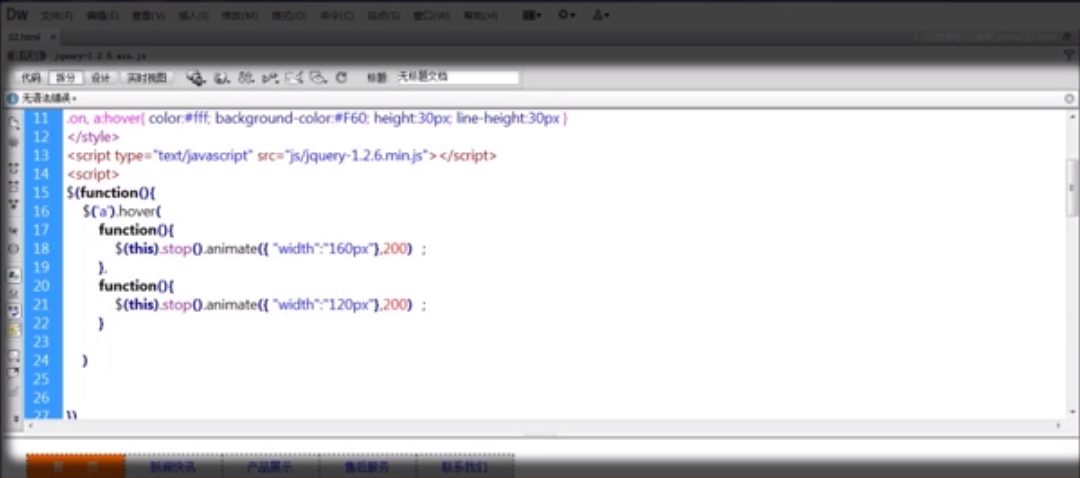 Dw 文件(F) 编辑(E) 查看(V) 插入(I) 修改(M) 格式(O) 命令(C) 站点(S) 窗口(W) 帮助(H)
02.html ×
jquery-1.2.6.min.js
代码 拆分 设计 实时视图 标题: 无标题文档
无语法错误。
11 .on, a:hover{ color:#fff; background-color:#F60; height:30px; line-height:30px }
12 </style>
13 <script type="text/javascript" src="js/jquery-1.2.6.min.js"></script>
14 <script>
15 $(function(){
16 $('a').hover(
17 function(){
18 $(this).stop().animate({ "width":"160px"},200) ;
19 },
20 function(){
21 $(this).stop().animate({ "width":"120px"},200) ;
22 }
23
24 )
25
26
27 })
首 页 新闻快讯 产品展示 售后服务 联系我们